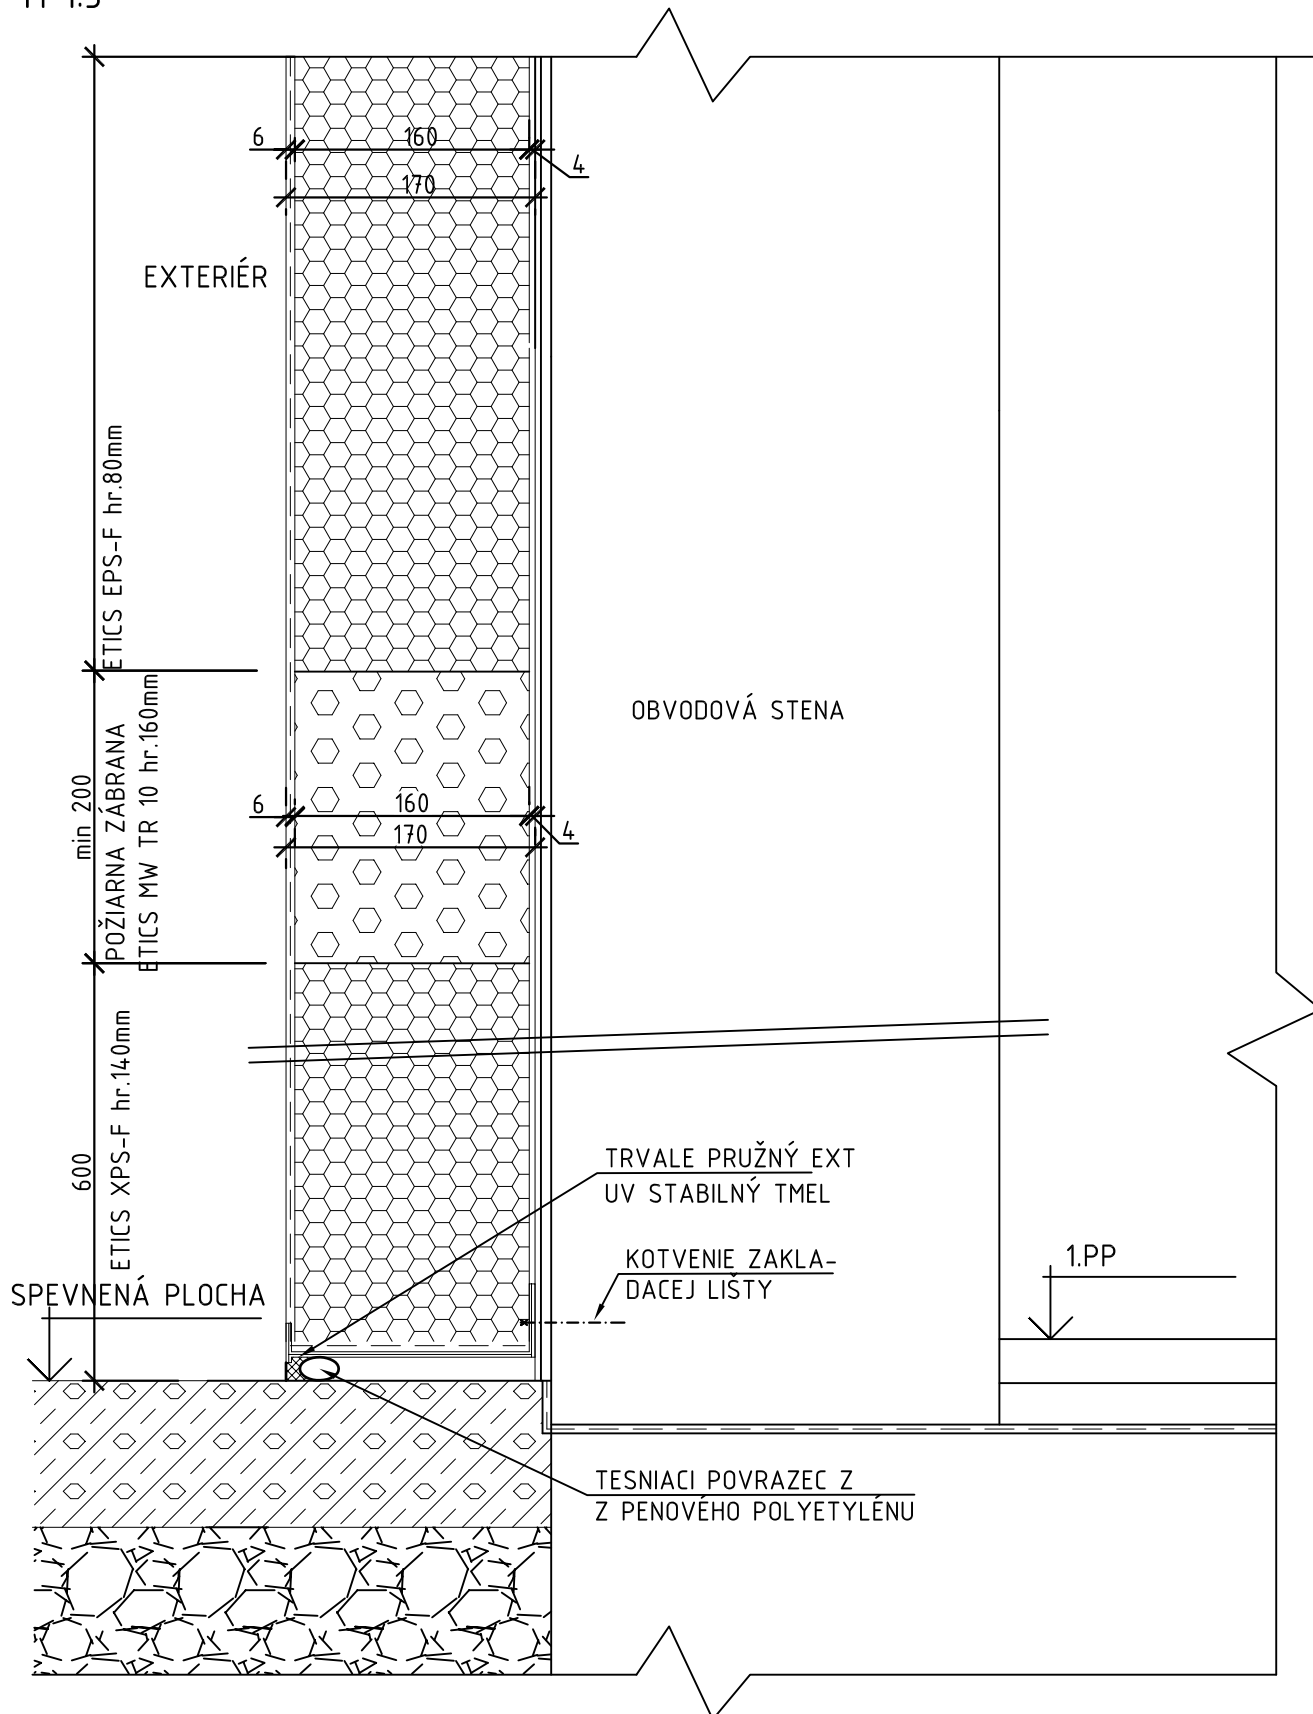 6
160
4
170
EXTERIÉR
ETICS EPS-F hr.80mm
OBVODOVÁ STENA
min 200
POŽIARNA ZÁBRANA
ETICS MW TR 10 hr.160mm
6
160
4
170
600
ETICS XPS-F hr.140mm
TRVALE PRUŽNÝ EXT
UV STABILNÝ TMEL
KOTVENIE ZAKLA-
DACEJ LIŠTY
1.PP
SPEVNENÁ PLOCHA
TESNIACI POVRAZEC Z
Z PENOVÉHO POLYETYLÉNU